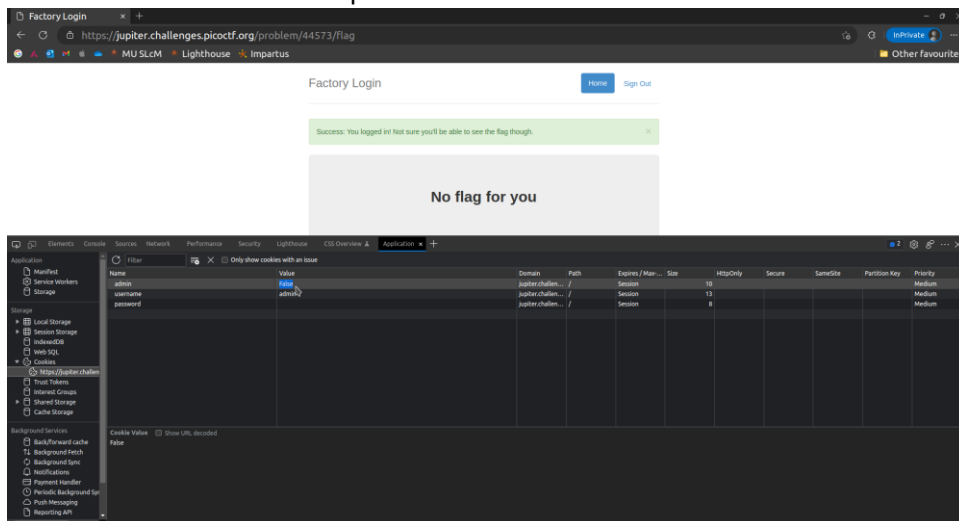 Factory Login
https://jupiter.challenges.picoctf.org/problem/44573/flag
InPrivate
MU SLcM Lighthouse Impartus Other favourite
Factory Login Home Sign Out
Success: You logged in! Not sure you'll be able to see the flag though. ×
No flag for you
Elements Console Sources Network Performance Security Lighthouse CSS Overview Application × + 2
Application Filter Only show cookies with an issue
Manifest Name Value Domain Path Expires / Max-... Size HttpOnly Secure SameSite Partition Key Priority
Service Workers admin False jupiter.challen... / Session 10 Medium
Storage username admin jupiter.challen... / Session 13 Medium
password jupiter.challen... / Session 8 Medium
Storage
Local Storage
Session Storage
IndexedDB
Web SQL
Cookies
https://jupiter.challen
Trust Tokens
Interest Groups
Shared Storage
Cache Storage
Background Services Cookie Value Show URL decoded
Back/forward cache False
Background Fetch
Background Sync
Notifications
Payment Handler
Periodic Background Syn
Push Messaging
Reporting API